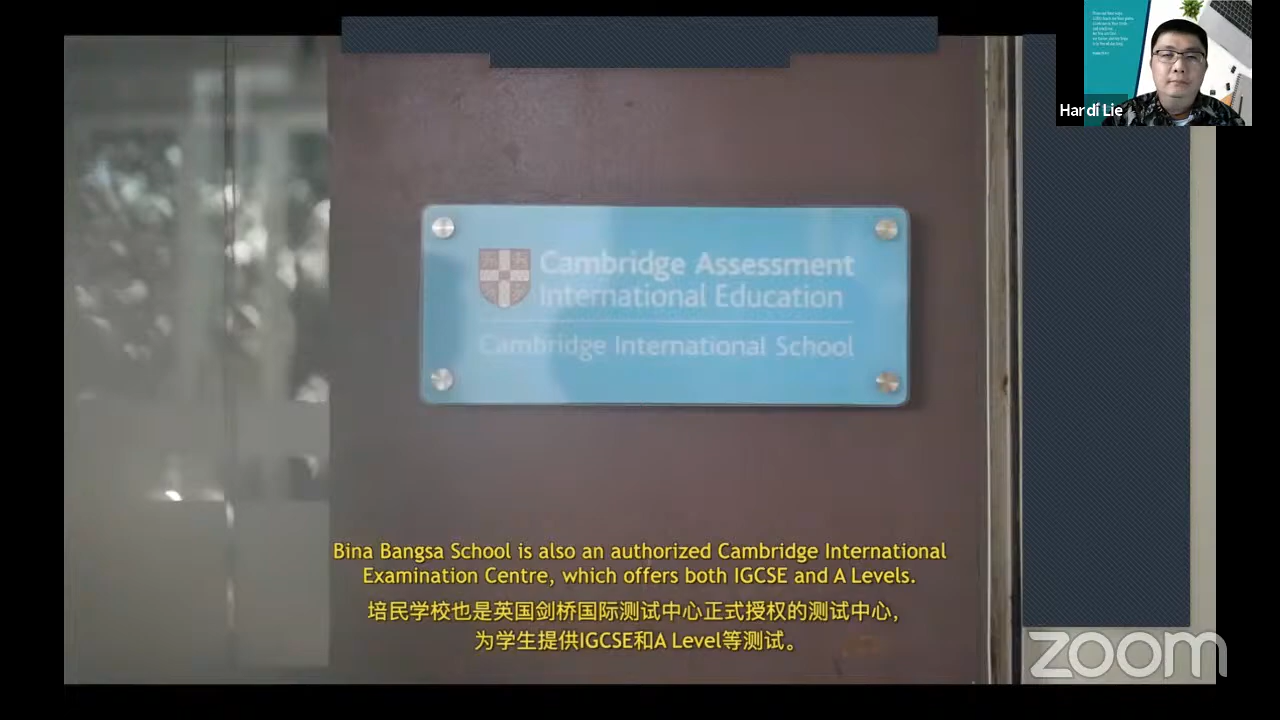 Hardi Lie
Cambridge Assessment
International Education
Cambridge International School
Bina Bangsa School is also an authorized Cambridge International
Examination Centre, which offers both IGCSE and A Levels.
培民学校也是英国剑桥国际测试中心正式授权的测试中心，
为学生提供IGCSE和A Level等测试。
zoom